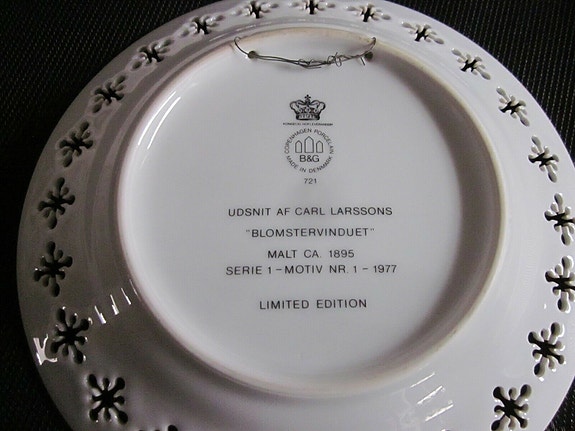 COPENHAGEN PORCELAIN
B&G
MADE IN DENMARK
721
UDSNIT AF CARL LARSSONS
"BLOMSTERVINDUET"
MALT CA. 1895
SERIE 1 – MOTIV NR. 1 – 1977
LIMITED EDITION